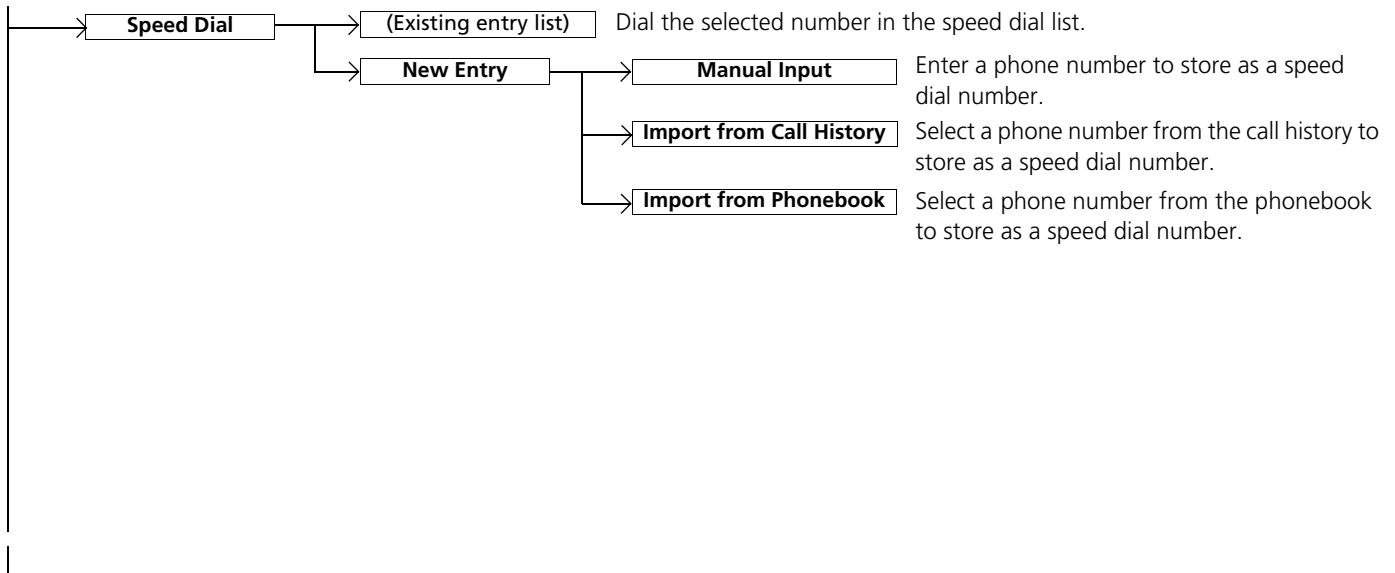 Speed Dial
(Existing entry list)
Dial the selected number in the speed dial list.
New Entry
Manual Input
Enter a phone number to store as a speed
dial number.
Import from Call History
Select a phone number from the call history to
store as a speed dial number.
Import from Phonebook
Select a phone number from the phonebook
to store as a speed dial number.